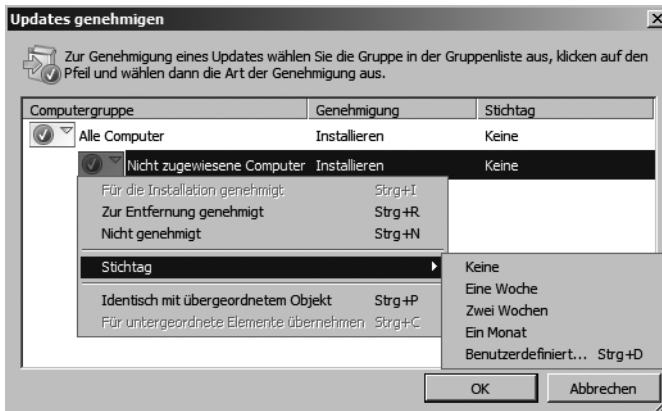 Updates genehmigen
Zur Genehmigung eines Updates wählen Sie die Gruppe in der Gruppenliste aus, klicken auf den
Pfeil und wählen dann die Art der Genehmigung aus.
Computergruppe Genehmigung Stichtag
Alle Computer Installieren Keine
Nicht zugewiesene Computer Installieren Keine
Für die Installation genehmigt Strg+I
Zur Entfernung genehmigt Strg+R
Nicht genehmigt Strg+N
Stichtag
Keine
Eine Woche
Zwei Wochen
Ein Monat
Benutzerdefiniert... Strg+D
Identisch mit übergeordnetem Objekt Strg+P
Für untergeordnete Elemente übernehmen Strg+C
OK Abbrechen